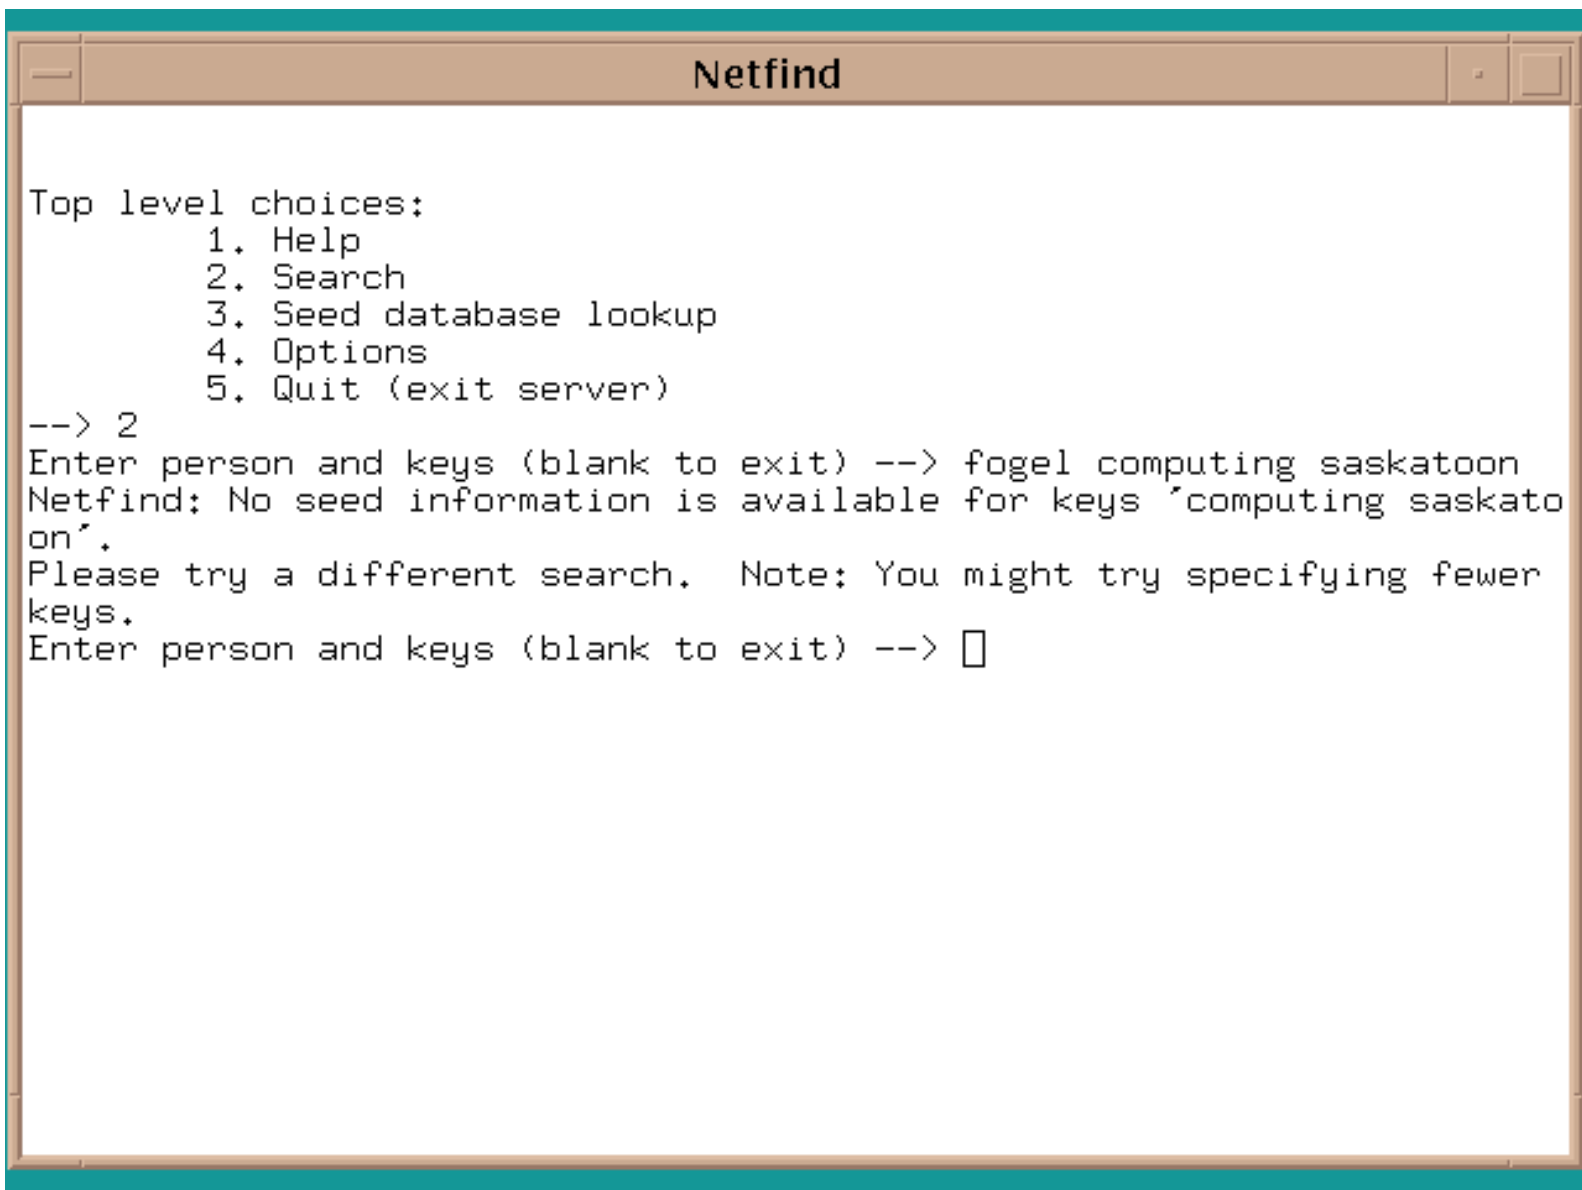 Netfind
Top level choices:
1. Help
2. Search
3. Seed database lookup
4. Options
5. Quit (exit server)
--> 2
Enter person and keys (blank to exit) --> fogel computing saskatoon
Netfind: No seed information is available for keys ´computing saskato
on´.
Please try a different search.  Note: You might try specifying fewer
keys.
Enter person and keys (blank to exit) -->